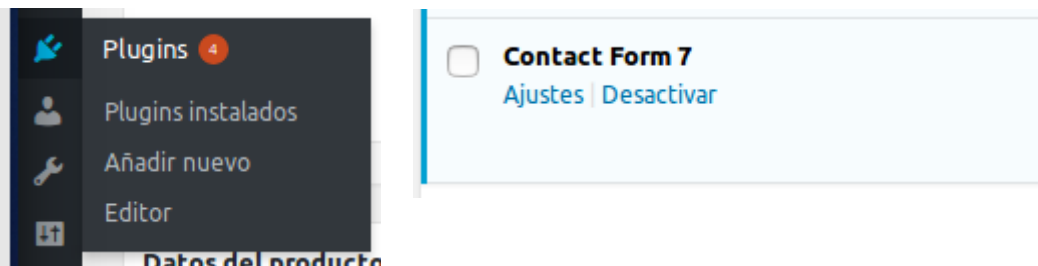 Plugins 4
Plugins instalados
Añadir nuevo
Editor
Datos del producto
Contact Form 7
Ajustes | Desactivar